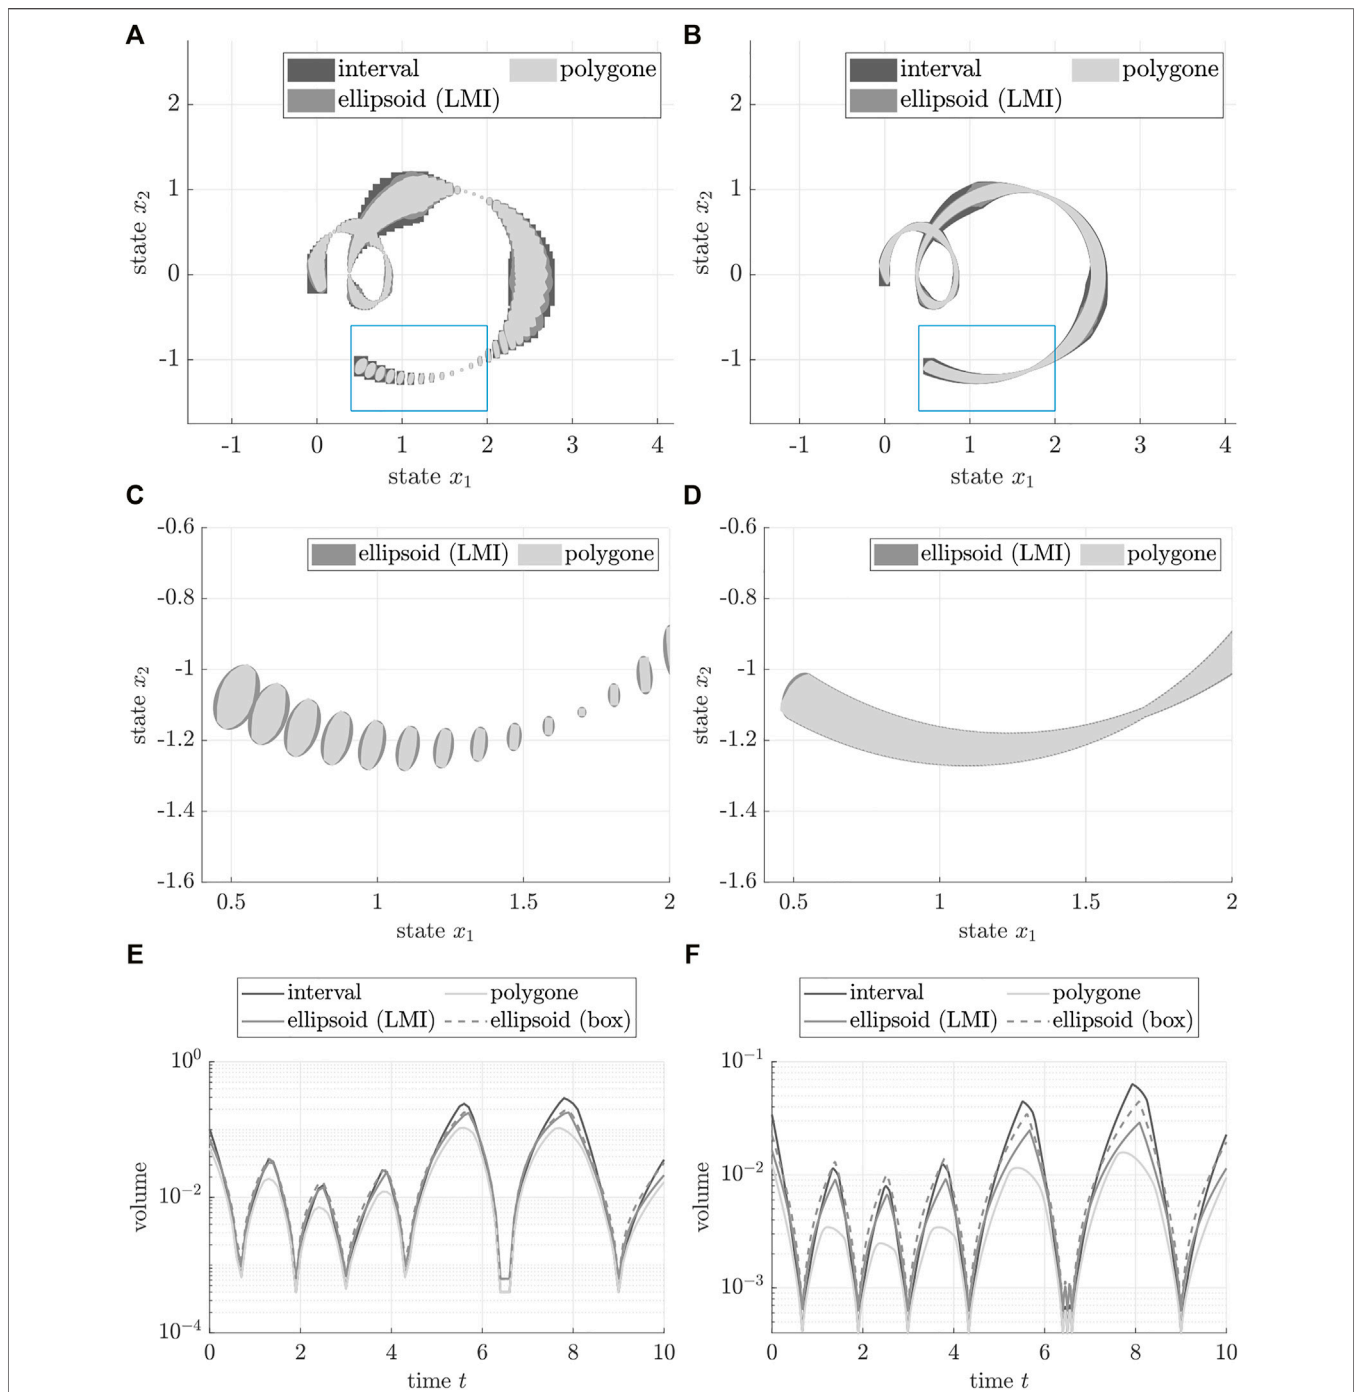 A
interval
polygone
ellipsoid (LMI)
2
1
0
-1
state x₂
-1 0 1 2 3 4
state x₁
B
interval
polygone
ellipsoid (LMI)
2
1
0
-1
state x₂
-1 0 1 2 3 4
state x₁
C
ellipsoid (LMI) polygone
-0.6
-0.8
-1
-1.2
-1.4
-1.6
state x₂
0.5 1 1.5 2
state x₁
D
ellipsoid (LMI) polygone
-0.6
-0.8
-1
-1.2
-1.4
-1.6
state x₂
0.5 1 1.5 2
state x₁
E
interval polygone
ellipsoid (LMI) ellipsoid (box)
10⁰
10⁻²
10⁻⁴
volume
0 2 4 6 8 10
time t
F
interval polygone
ellipsoid (LMI) ellipsoid (box)
10⁻¹
10⁻²
10⁻³
volume
0 2 4 6 8 10
time t